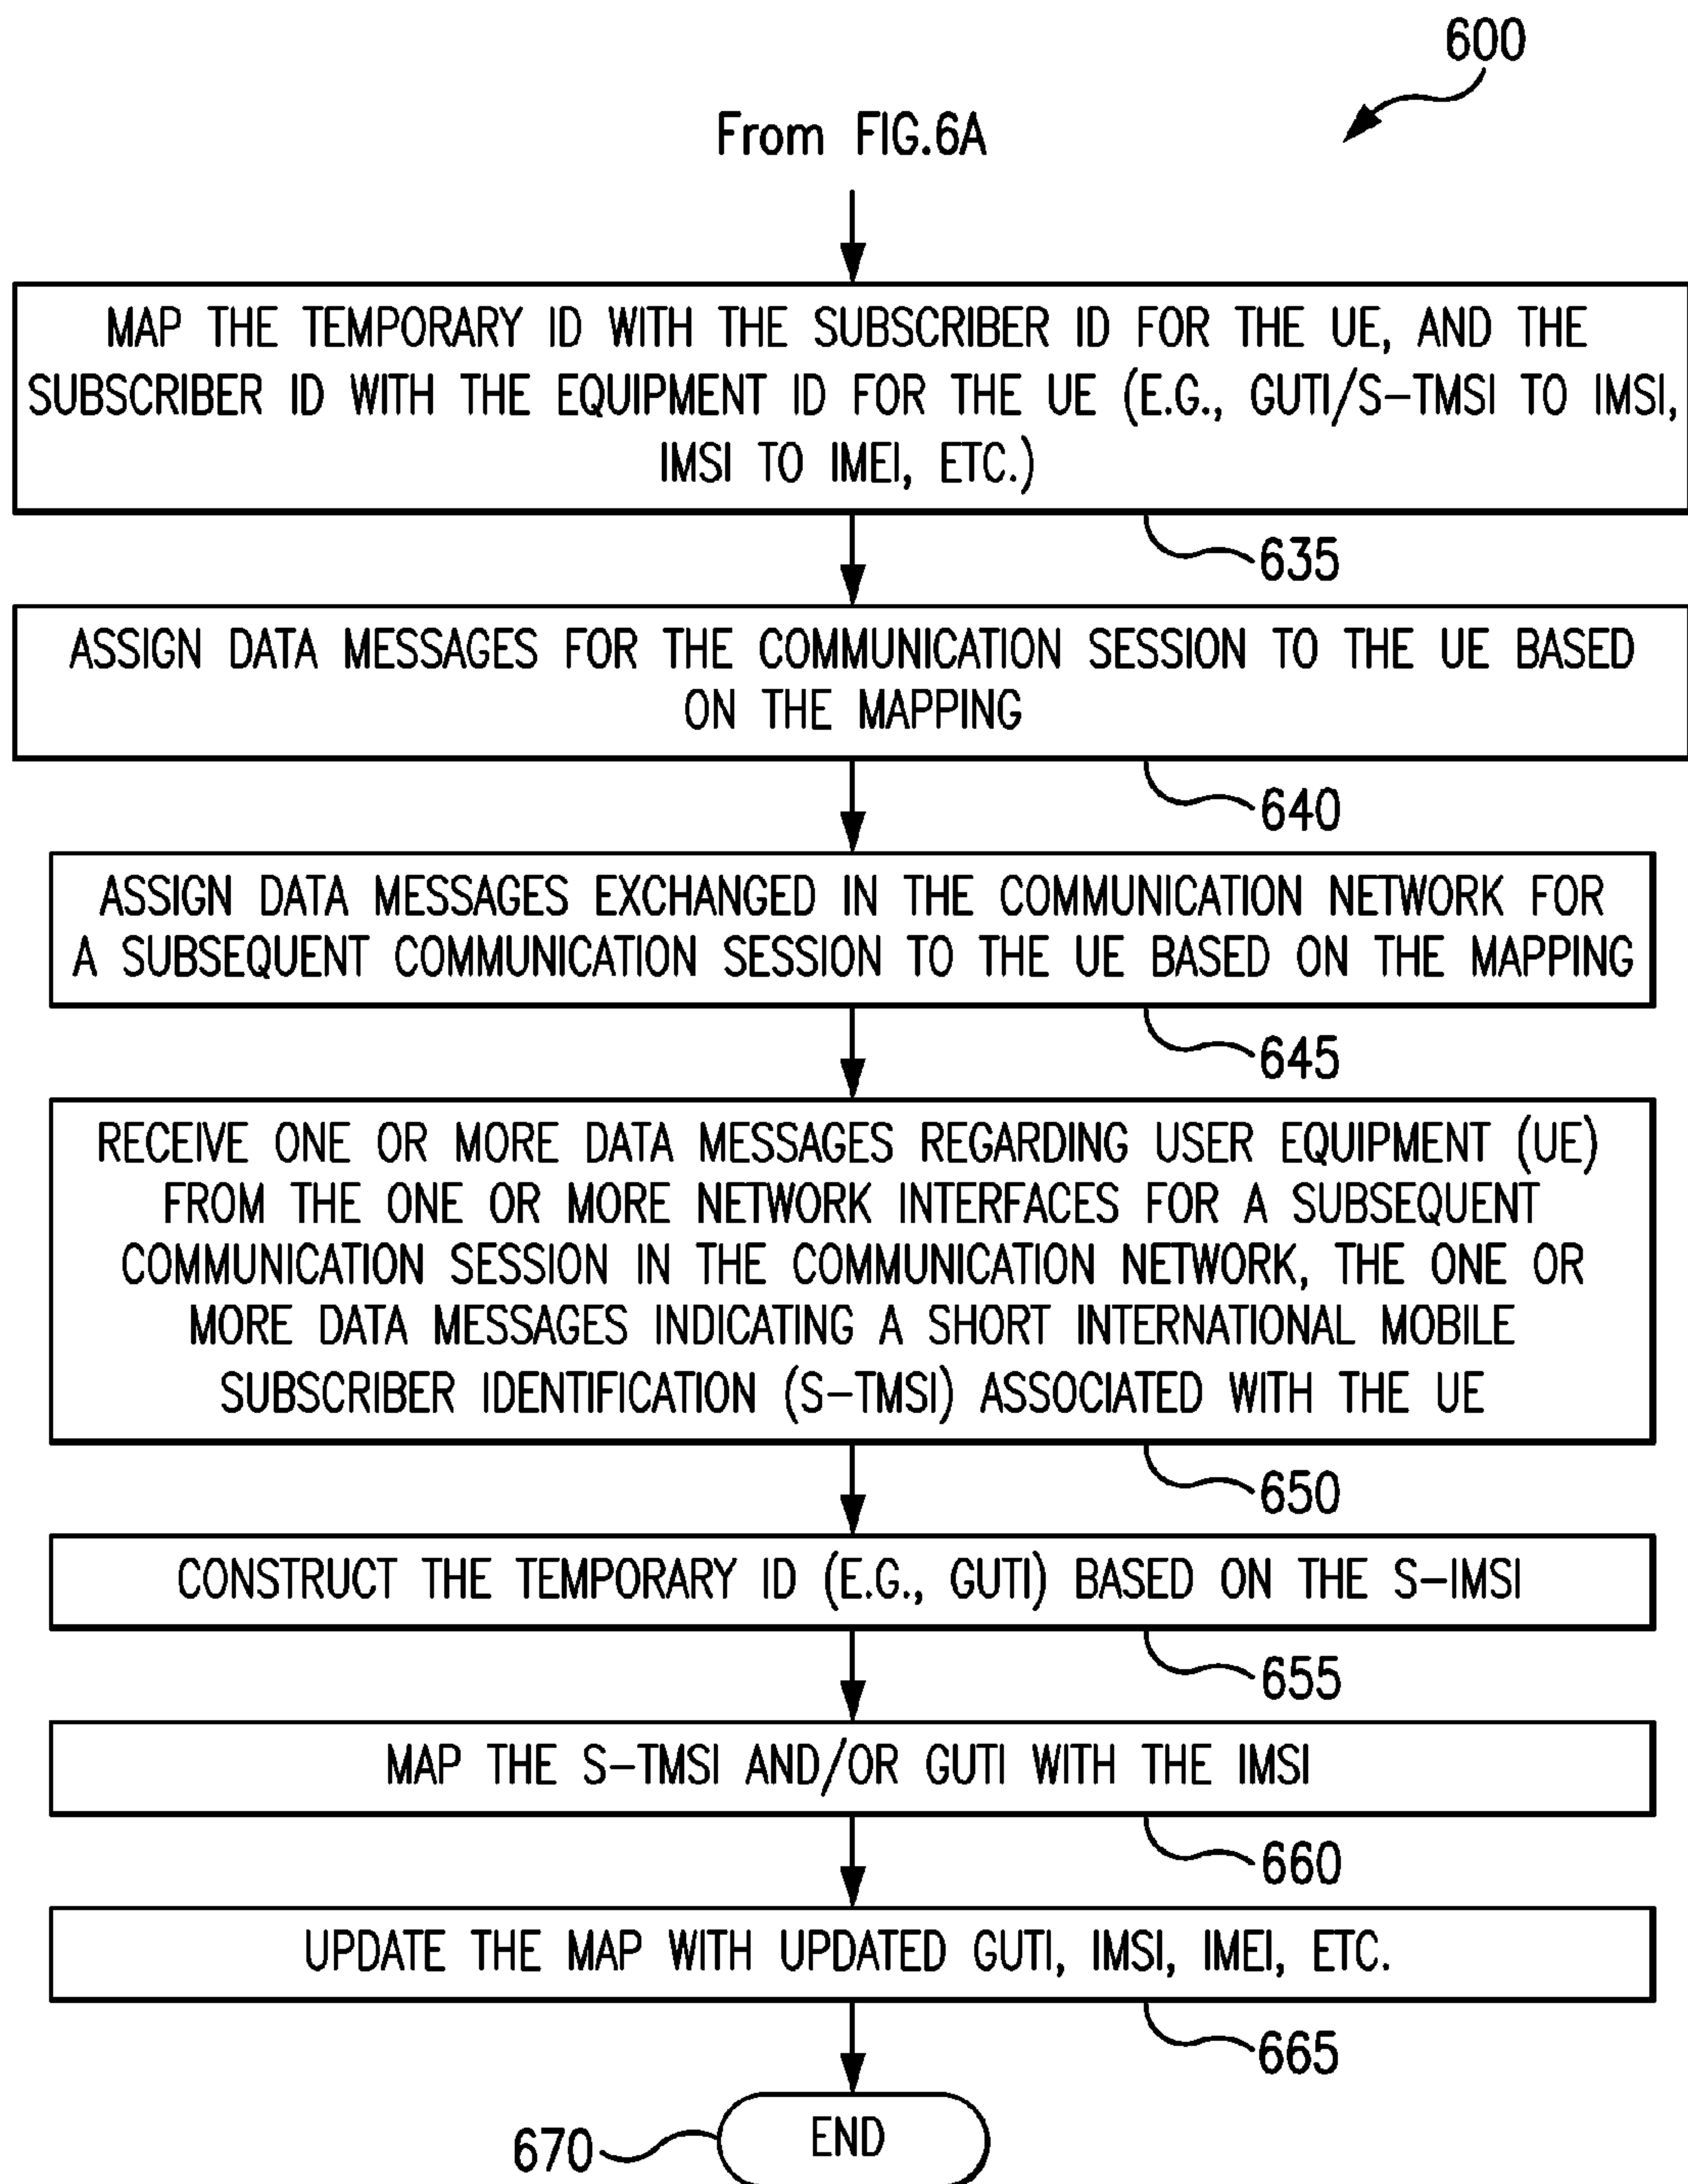 600
From FIG.6A
MAP THE TEMPORARY ID WITH THE SUBSCRIBER ID FOR THE UE, AND THE
SUBSCRIBER ID WITH THE EQUIPMENT ID FOR THE UE (E.G., GUTI/S-TMSI TO IMSI,
IMSI TO IMEI, ETC.)
635
ASSIGN DATA MESSAGES FOR THE COMMUNICATION SESSION TO THE UE BASED
ON THE MAPPING
640
ASSIGN DATA MESSAGES EXCHANGED IN THE COMMUNICATION NETWORK FOR
A SUBSEQUENT COMMUNICATION SESSION TO THE UE BASED ON THE MAPPING
645
RECEIVE ONE OR MORE DATA MESSAGES REGARDING USER EQUIPMENT (UE)
FROM THE ONE OR MORE NETWORK INTERFACES FOR A SUBSEQUENT
COMMUNICATION SESSION IN THE COMMUNICATION NETWORK, THE ONE OR
MORE DATA MESSAGES INDICATING A SHORT INTERNATIONAL MOBILE
SUBSCRIBER IDENTIFICATION (S-TMSI) ASSOCIATED WITH THE UE
650
CONSTRUCT THE TEMPORARY ID (E.G., GUTI) BASED ON THE S-IMSI
655
MAP THE S-TMSI AND/OR GUTI WITH THE IMSI
660
UPDATE THE MAP WITH UPDATED GUTI, IMSI, IMEI, ETC.
665
END
670